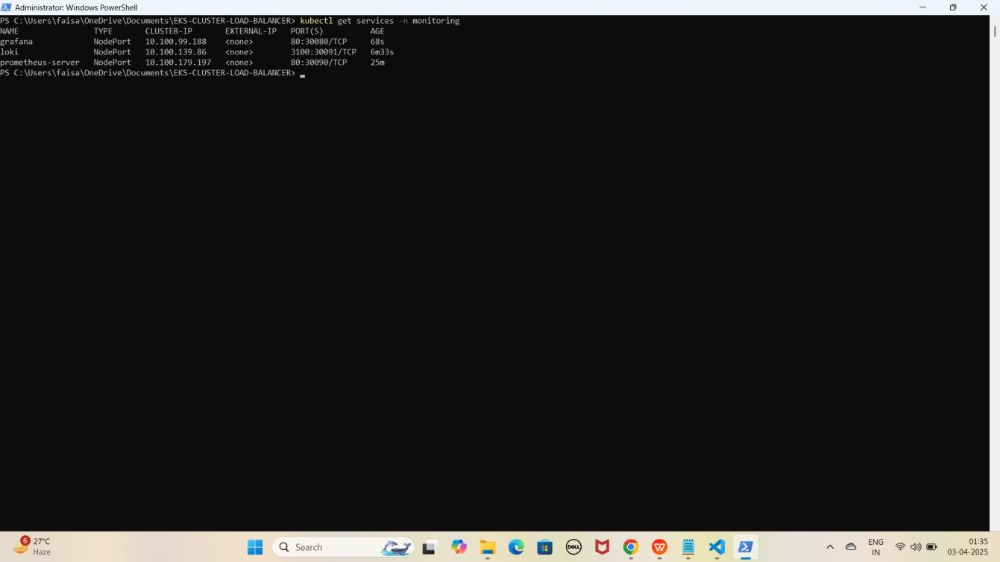 Administrator: Windows PowerShell
PS C:\Users\faisa\OneDrive\Documents\EKS-CLUSTER-LOAD-BALANCER> kubectl get services -n monitoring
NAME TYPE CLUSTER-IP EXTERNAL-IP PORT(S) AGE
grafana NodePort 10.100.99.188 <none> 80:30080/TCP 68s
loki NodePort 10.100.139.86 <none> 3100:30091/TCP 6m33s
prometheus-server NodePort 10.100.179.197 <none> 80:30090/TCP 25m
PS C:\Users\faisa\OneDrive\Documents\EKS-CLUSTER-LOAD-BALANCER>
6
27°C
Haze
Search
DELL
W
ENG
IN
01:35
03-04-2025